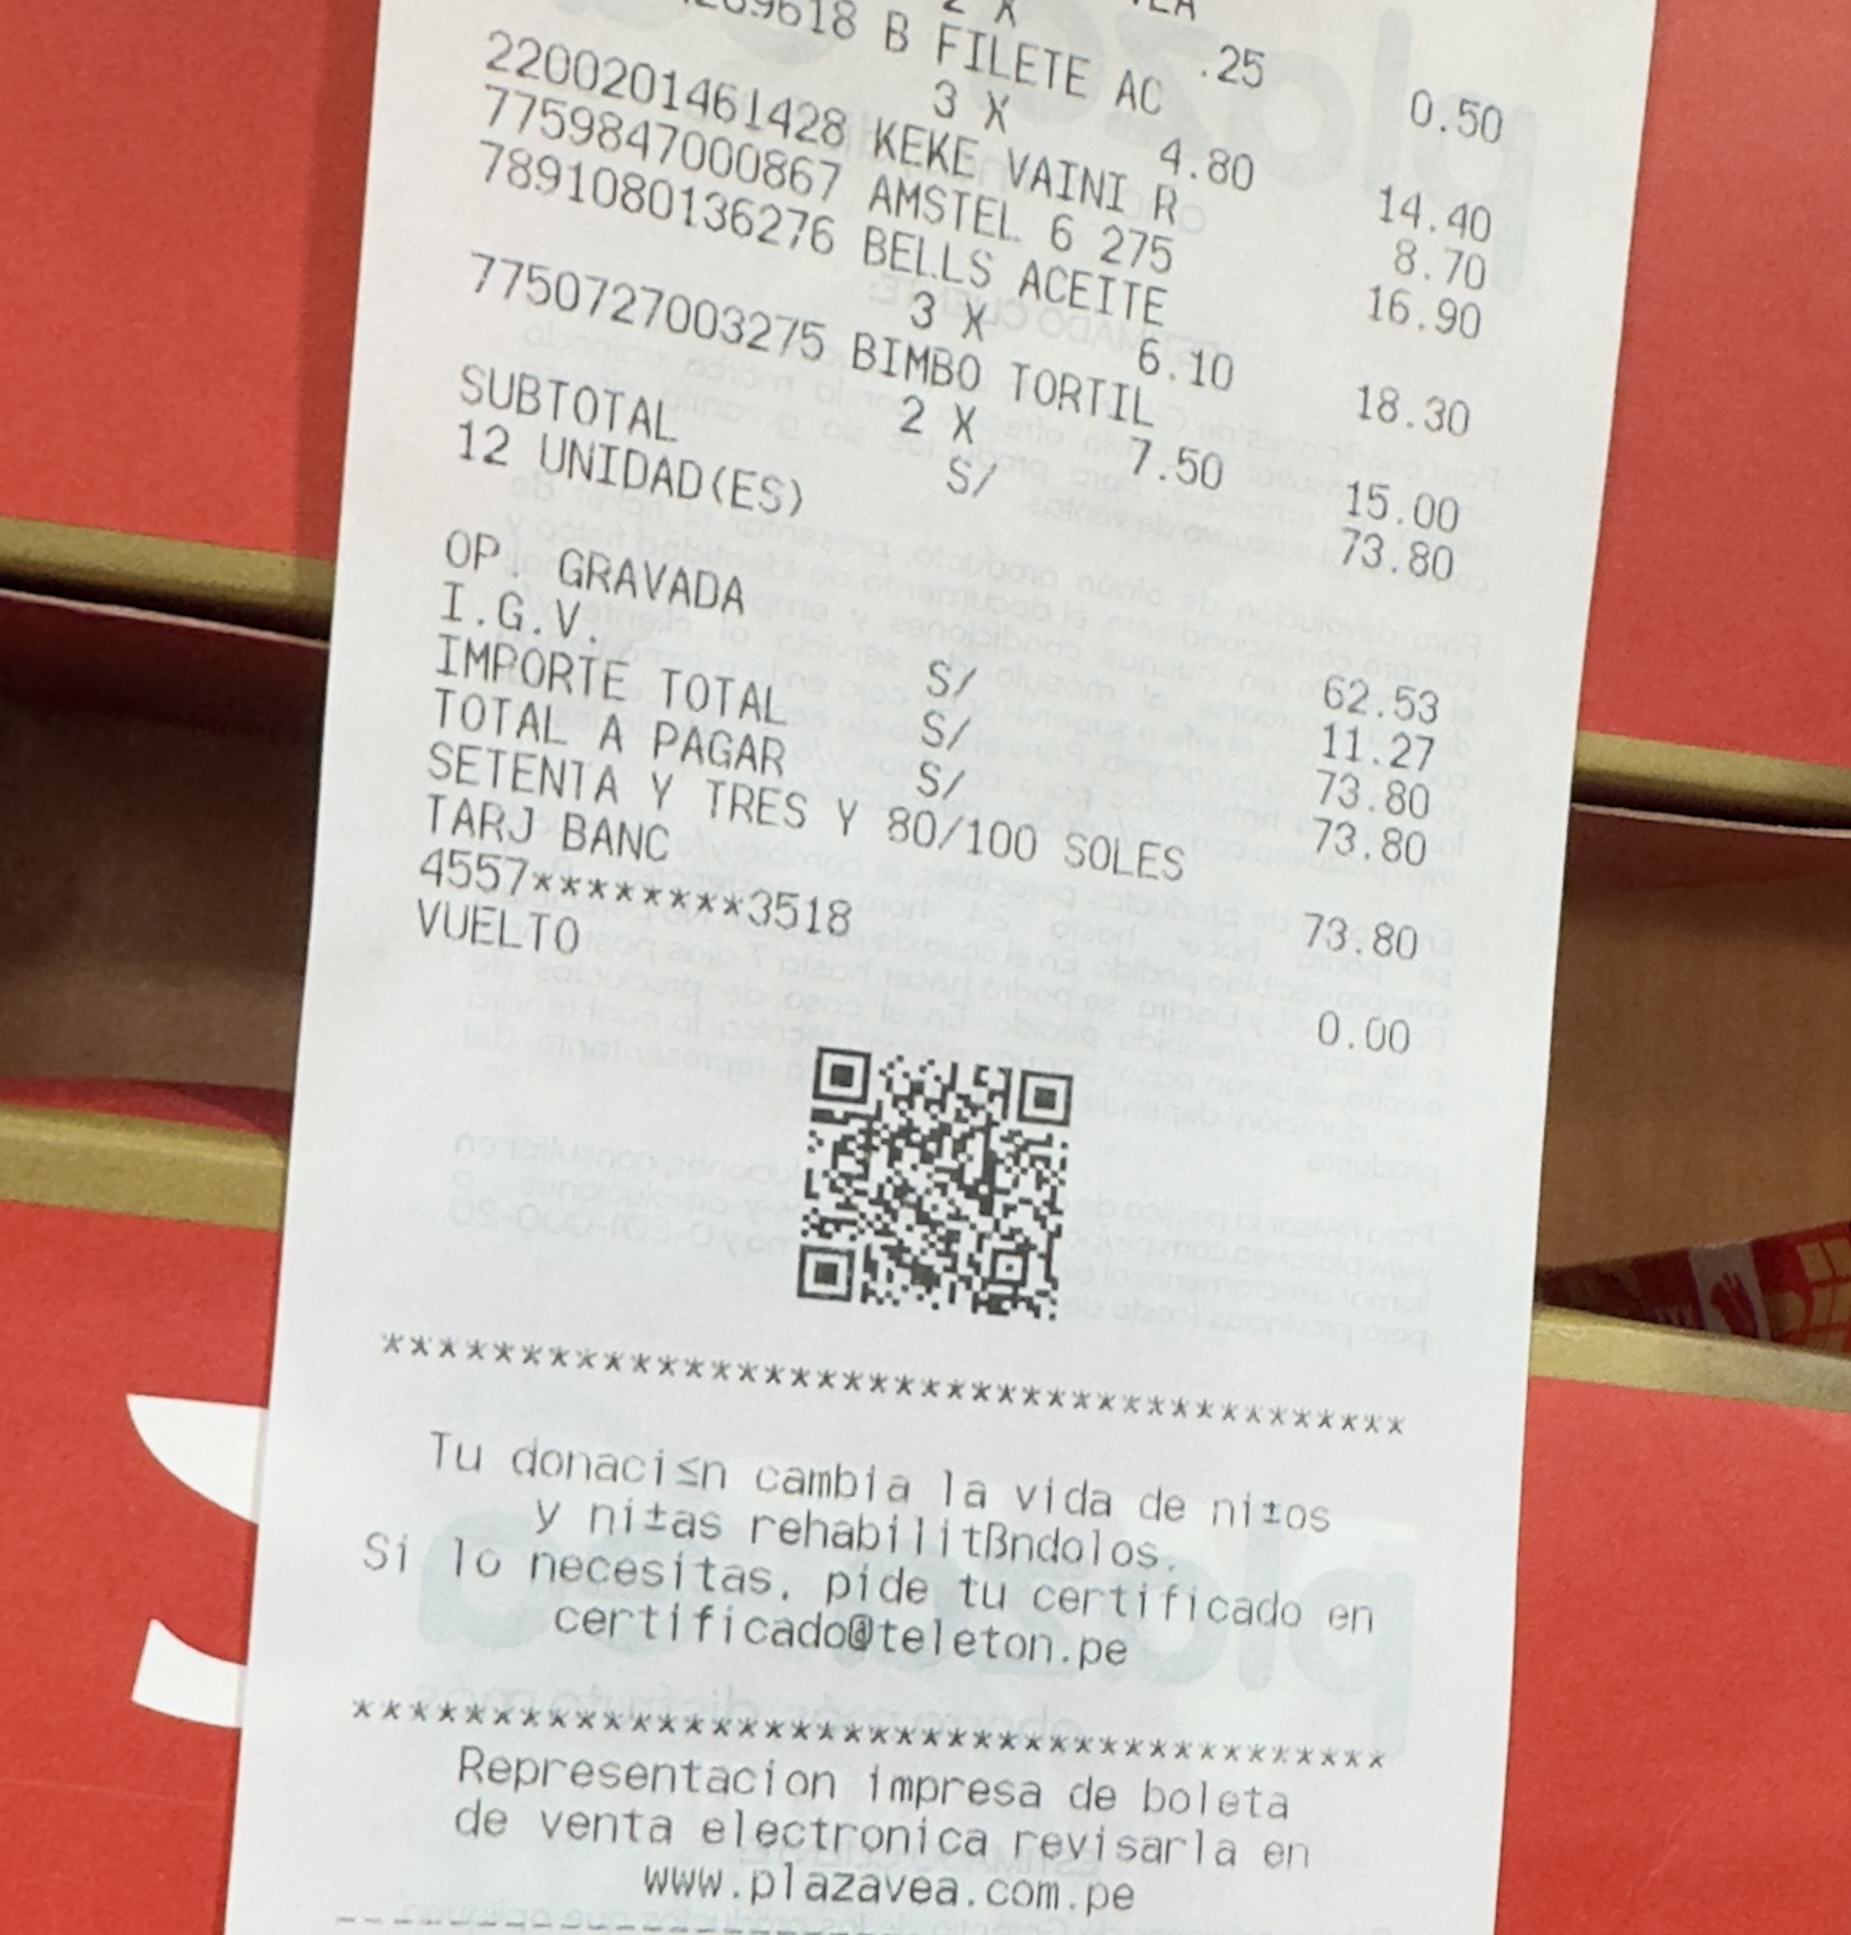 2 X .25 0.50
B FILETE AC
3 X 4.80 14.40
2200201461428 KEKE VAINI R 8.70
7759847000867 AMSTEL 6 275 16.90
7891080136276 BELLS ACEITE
3 X 6.10 18.30
7750727003275 BIMBO TORTIL
2 X 7.50 15.00
SUBTOTAL S/ 73.80
12 UNIDAD(ES)
OP. GRAVADA S/ 62.53
I.G.V. S/ 11.27
IMPORTE TOTAL S/ 73.80
TOTAL A PAGAR 73.80
SETENTA Y TRES Y 80/100 SOLES
TARJ BANC 73.80
4557********3518
VUELTO 0.00
**************************************
Tu donaci≤n cambia la vida de ni±os
y ni±as rehabilitßndolos.
Si lo necesitas. pide tu certificado en
certificado@teleton.pe
**************************************
Representacion impresa de boleta
de venta electronica revisarla en
www.plazavea.com.pe